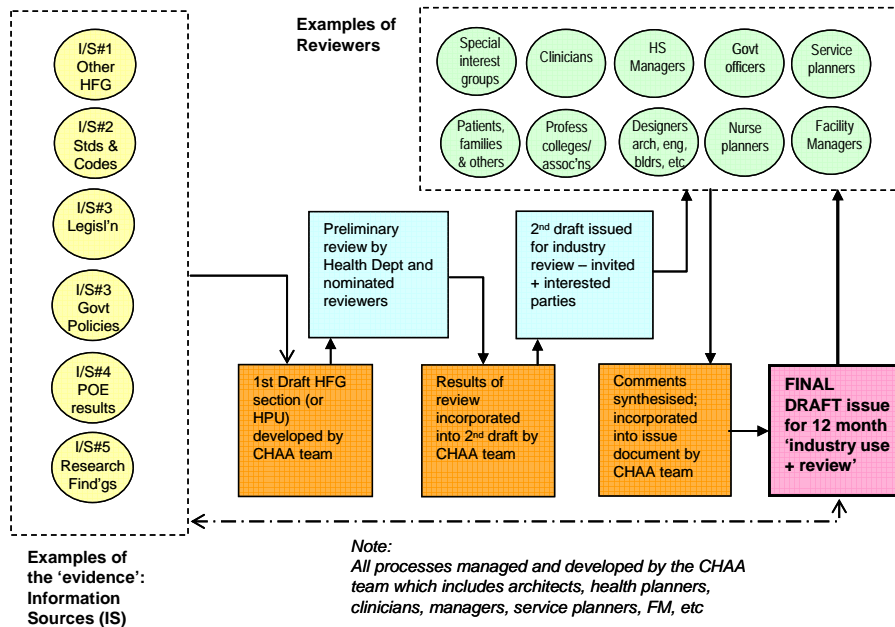 Examples of
Reviewers
Special
interest
groups
Clinicians
HS
Managers
Govt
officers
Service
planners
Patients,
families
& others
Profess
colleges/
assoc'ns
Designers
arch, eng,
bldrs, etc
Nurse
planners
Facility
Managers
I/S#1
Other
HFG
I/S#2
Stds &
Codes
I/S#3
Legisl'n
I/S#3
Govt
Policies
I/S#4
POE
results
I/S#5
Research
Find'gs
Preliminary
review by
Health Dept and
nominated
reviewers
2nd draft issued
for industry
review – invited
+ interested
parties
1st Draft HFG
section (or
HPU)
developed by
CHAA team
Results of
review
incorporated
into 2nd draft by
CHAA team
Comments
synthesised;
incorporated
into issue
document by
CHAA team
FINAL
DRAFT issue
for 12 month
‘industry use
+ review’
Examples of
the ‘evidence’:
Information
Sources (IS)
Note:
All processes managed and developed by the CHAA
team which includes architects, health planners,
clinicians, managers, service planners, FM, etc